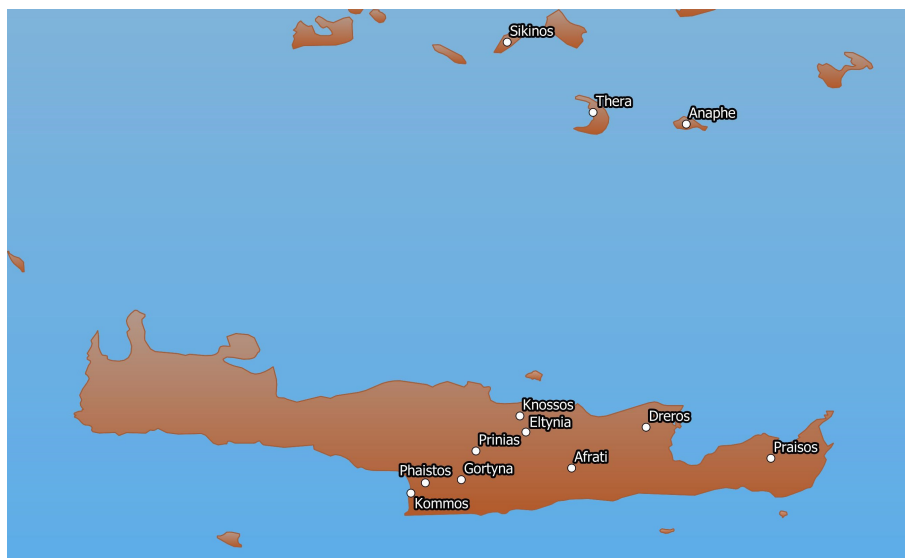 Sikinos
Thera
Anaphe
Knossos
Dreros
Eltynia
Prinias
Praisos
Afrati
Phaistos
Gortyna
Kommos